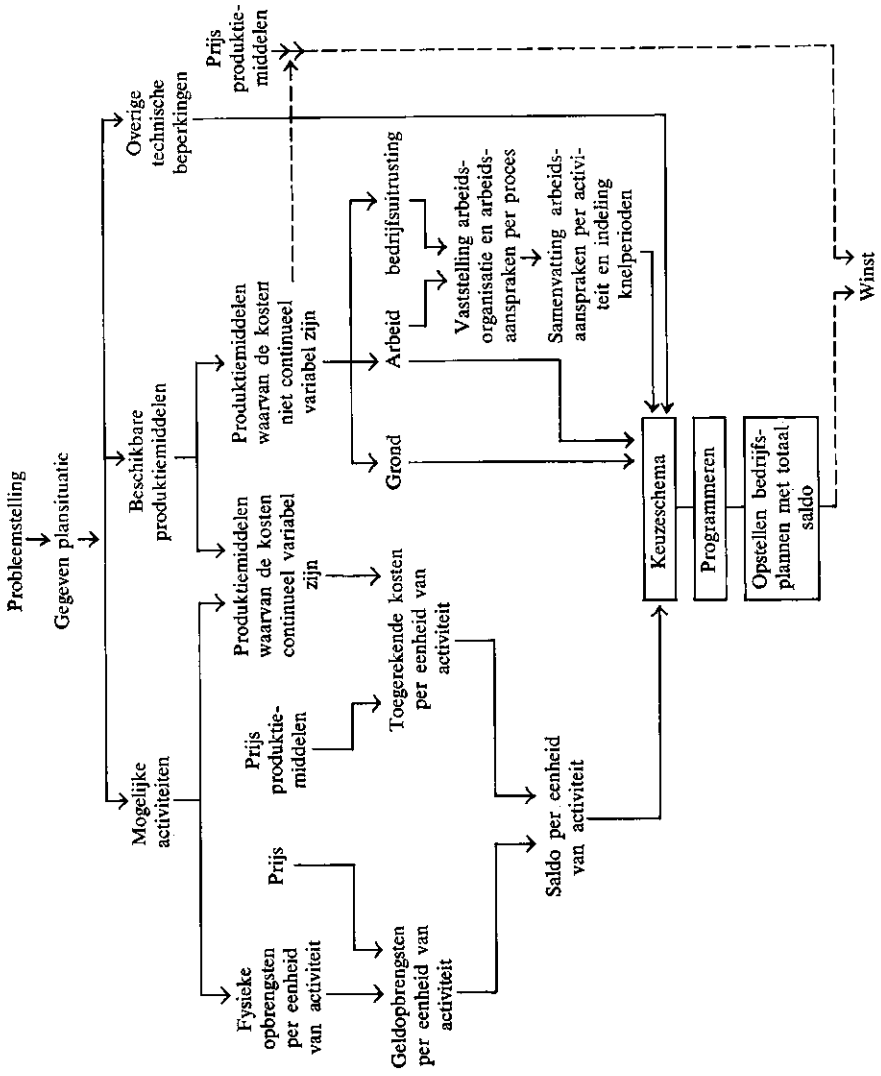 Probleemstelling
Gegeven plansituatie
Mogelijke
activiteiten
Beschikbare
produktiemiddelen
Overige
technische
beperkingen
Fysieke
opbrengsten
per eenheid
van activiteit
Prijs
Prijs
produktie-
middelen
Produktiemiddelen
waarvan de kosten
continueel variabel
zijn
Produktiemiddelen
waarvan de kosten
niet continueel
variabel zijn
Prijs
produktie-
middelen
Geldopbrengsten
per eenheid van
activiteit
Toegerekende kosten
per eenheid van
activiteit
Grond
Arbeid
bedrijfsuitrusting
Vaststelling arbeids-
organisatie en arbeids-
aanspraken per proces
Samenvatting arbeids-
aanspraken per activi-
teit en indeling
knelperioden
Saldo per eenheid
van activiteit
Keuzeschema
Programmeren
Opstellen bedrijfs-
plannen met totaal
saldo
Winst